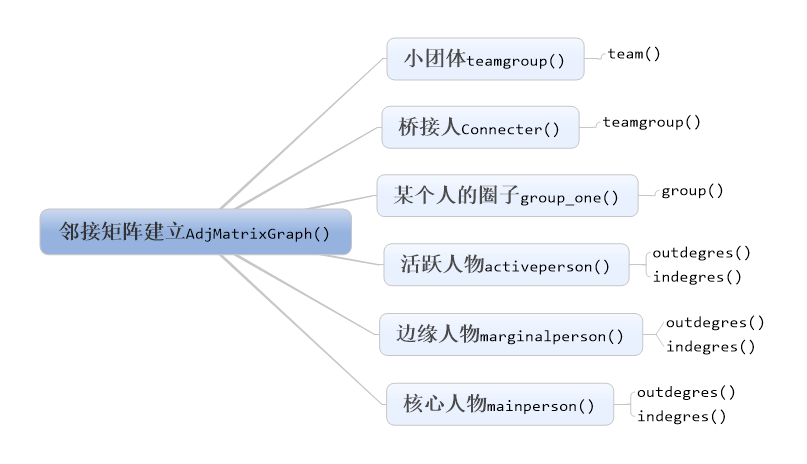 小团体teamgroup()
team()
桥接人Connecter()
teamgroup()
某个人的圈子group_one()
group()
邻接矩阵建立AdjMatrixGraph()
活跃人物activeperson()
outdegres()
indegres()
边缘人物marginalperson()
outdegres()
indegres()
核心人物mainperson()
outdegres()
indegres()